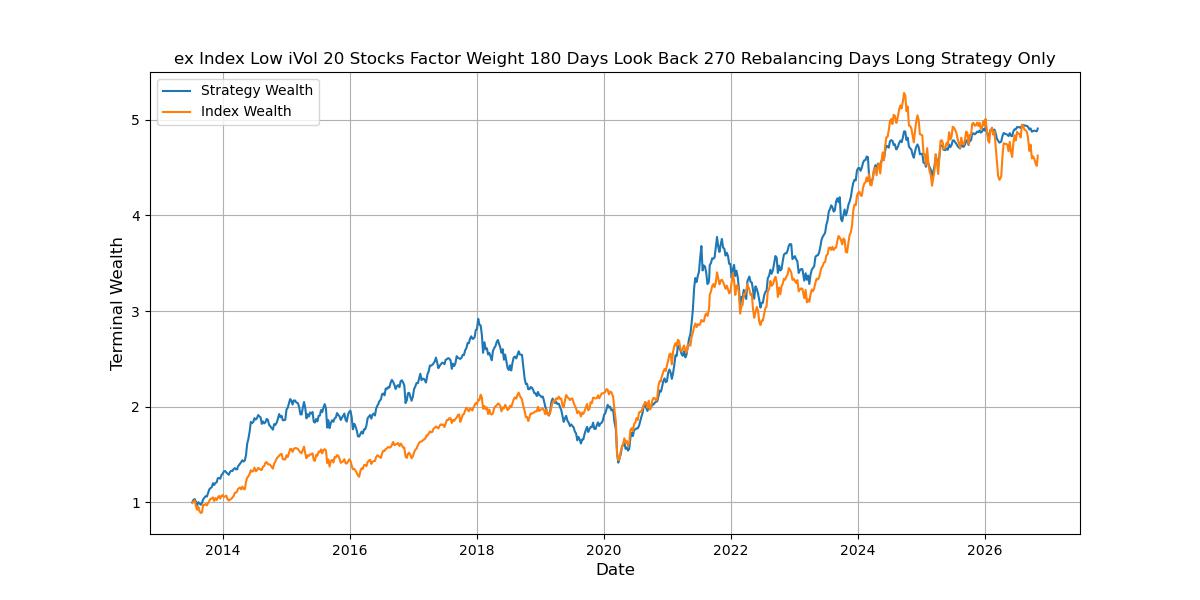 ex Index Low iVol 20 Stocks Factor Weight 180 Days Look Back 270 Rebalancing Days Long Strategy Only
Strategy Wealth
Index Wealth
Terminal Wealth
5
4
3
2
1
2014 2016 2018 2020 2022 2024 2026
Date